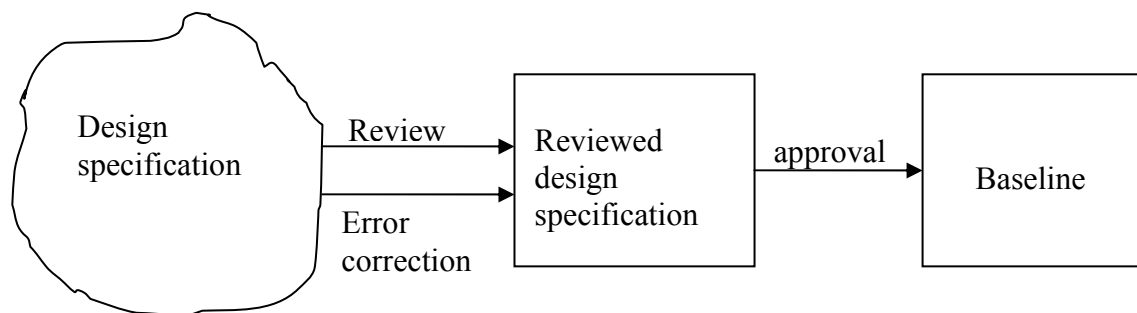 Design
specification
Review
Error
correction
Reviewed
design
specification
approval
Baseline